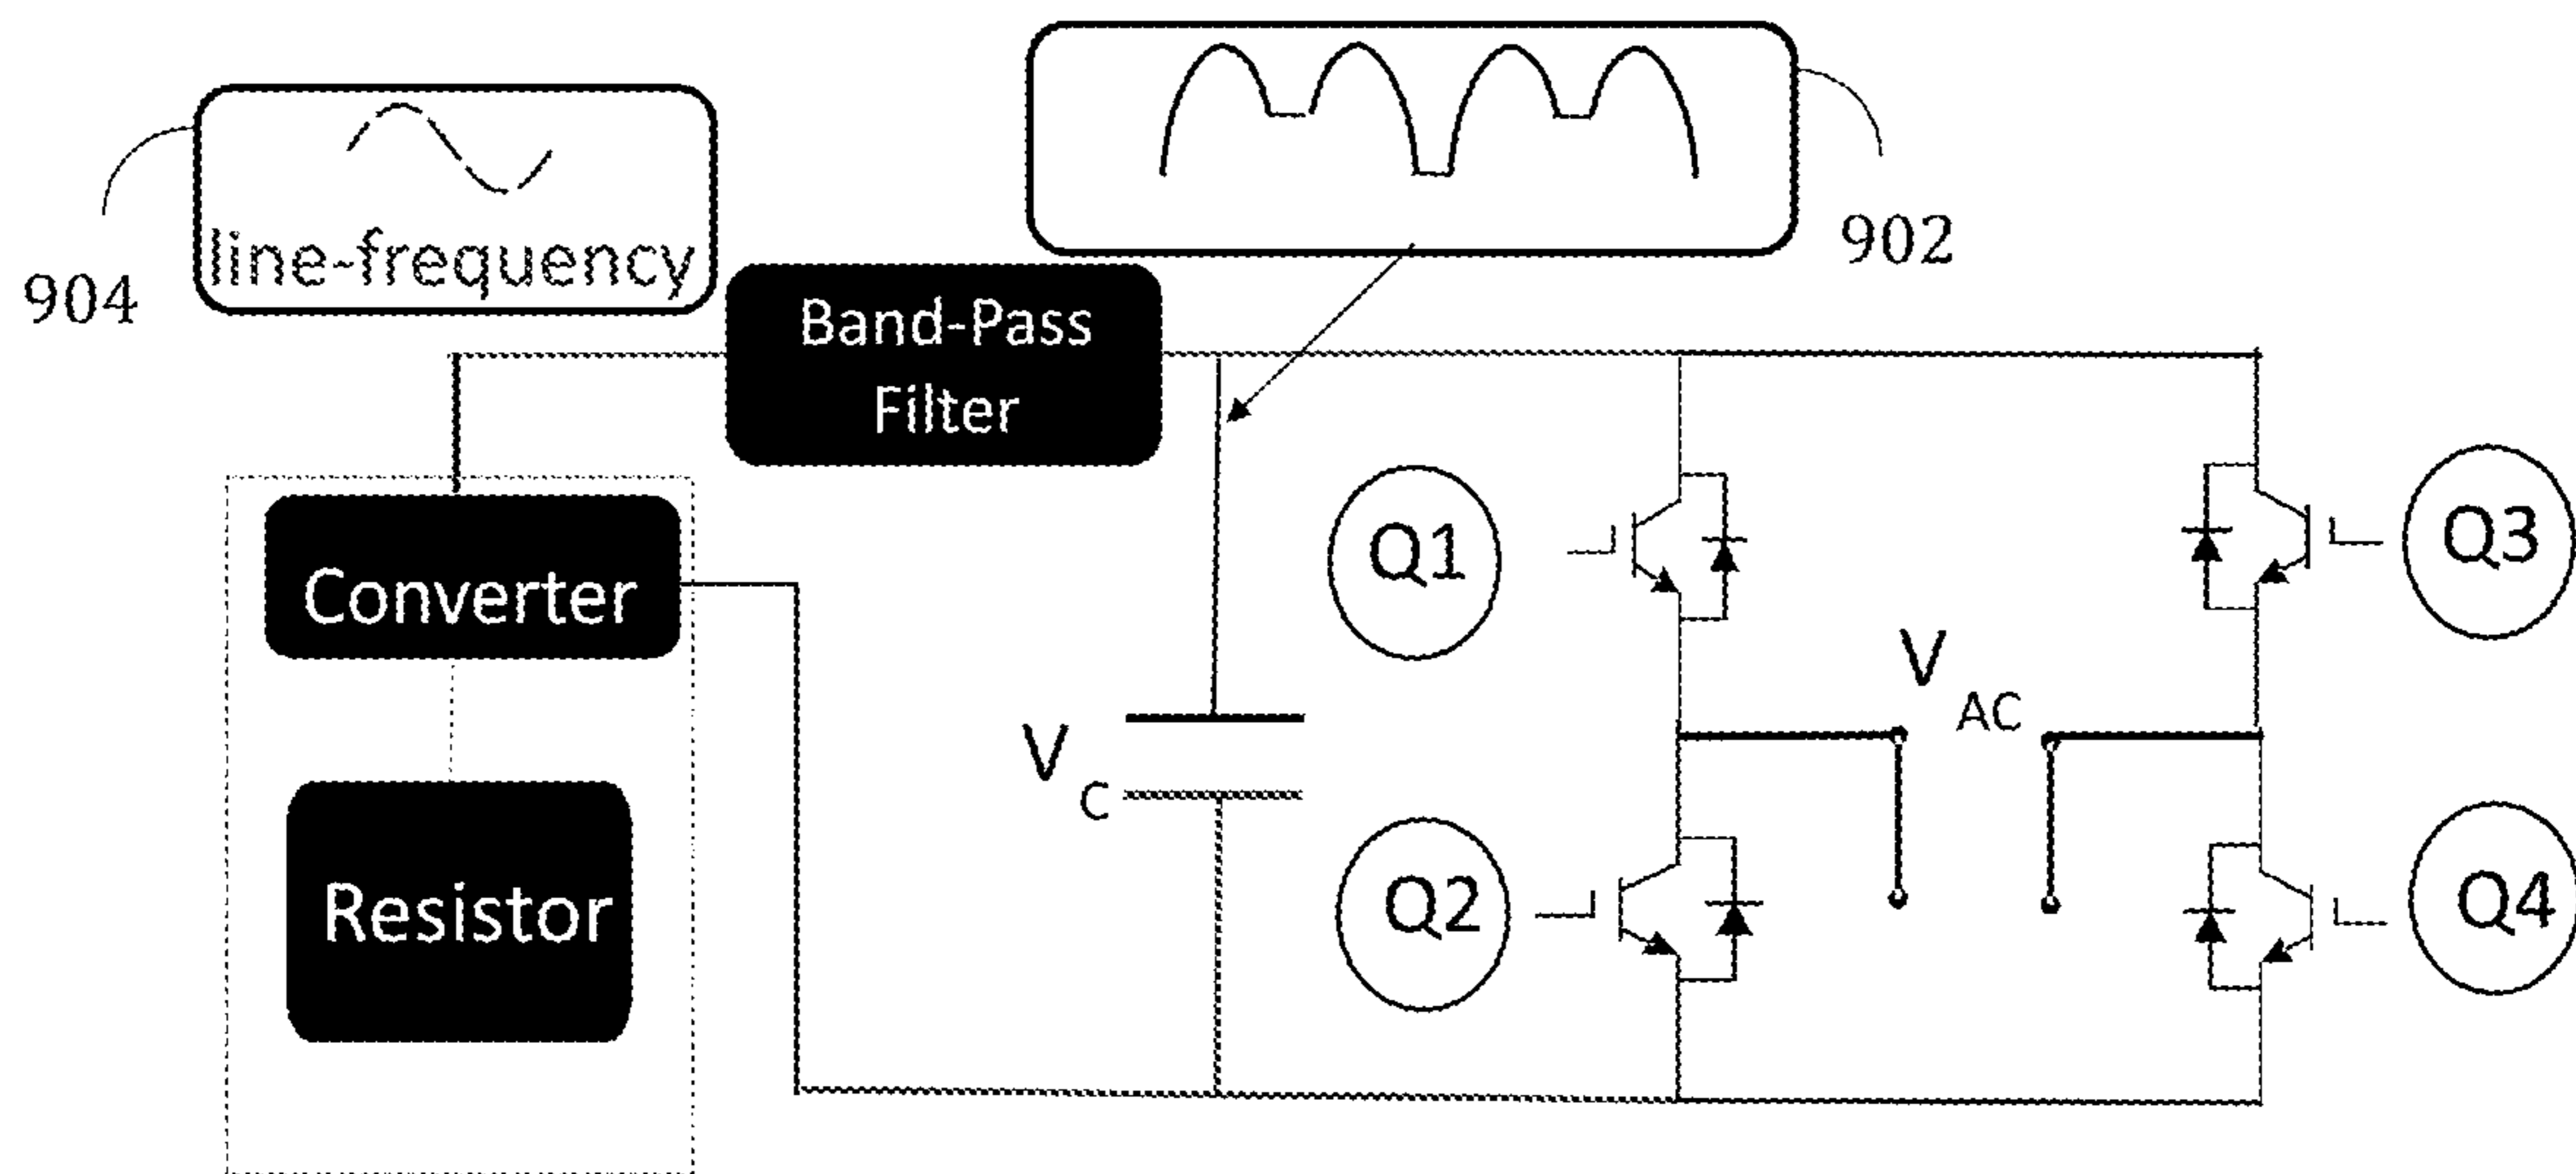 904
line-frequency
902
Band-Pass
Filter
Converter
Resistor
V
C
Q1
Q2
V
AC
Q3
Q4